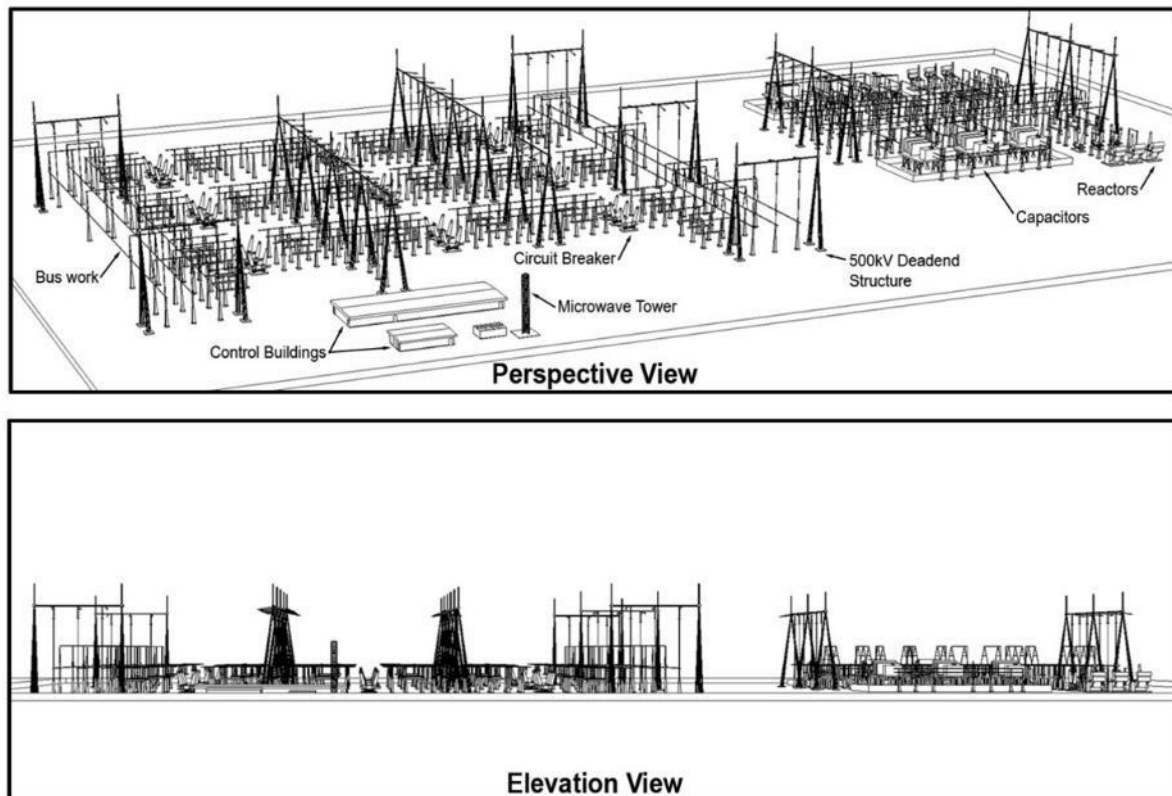 Reactors
Capacitors
Circuit Breaker
500kV Deadend
Structure
Bus work
Microwave Tower
Control Buildings
Perspective View
Elevation View